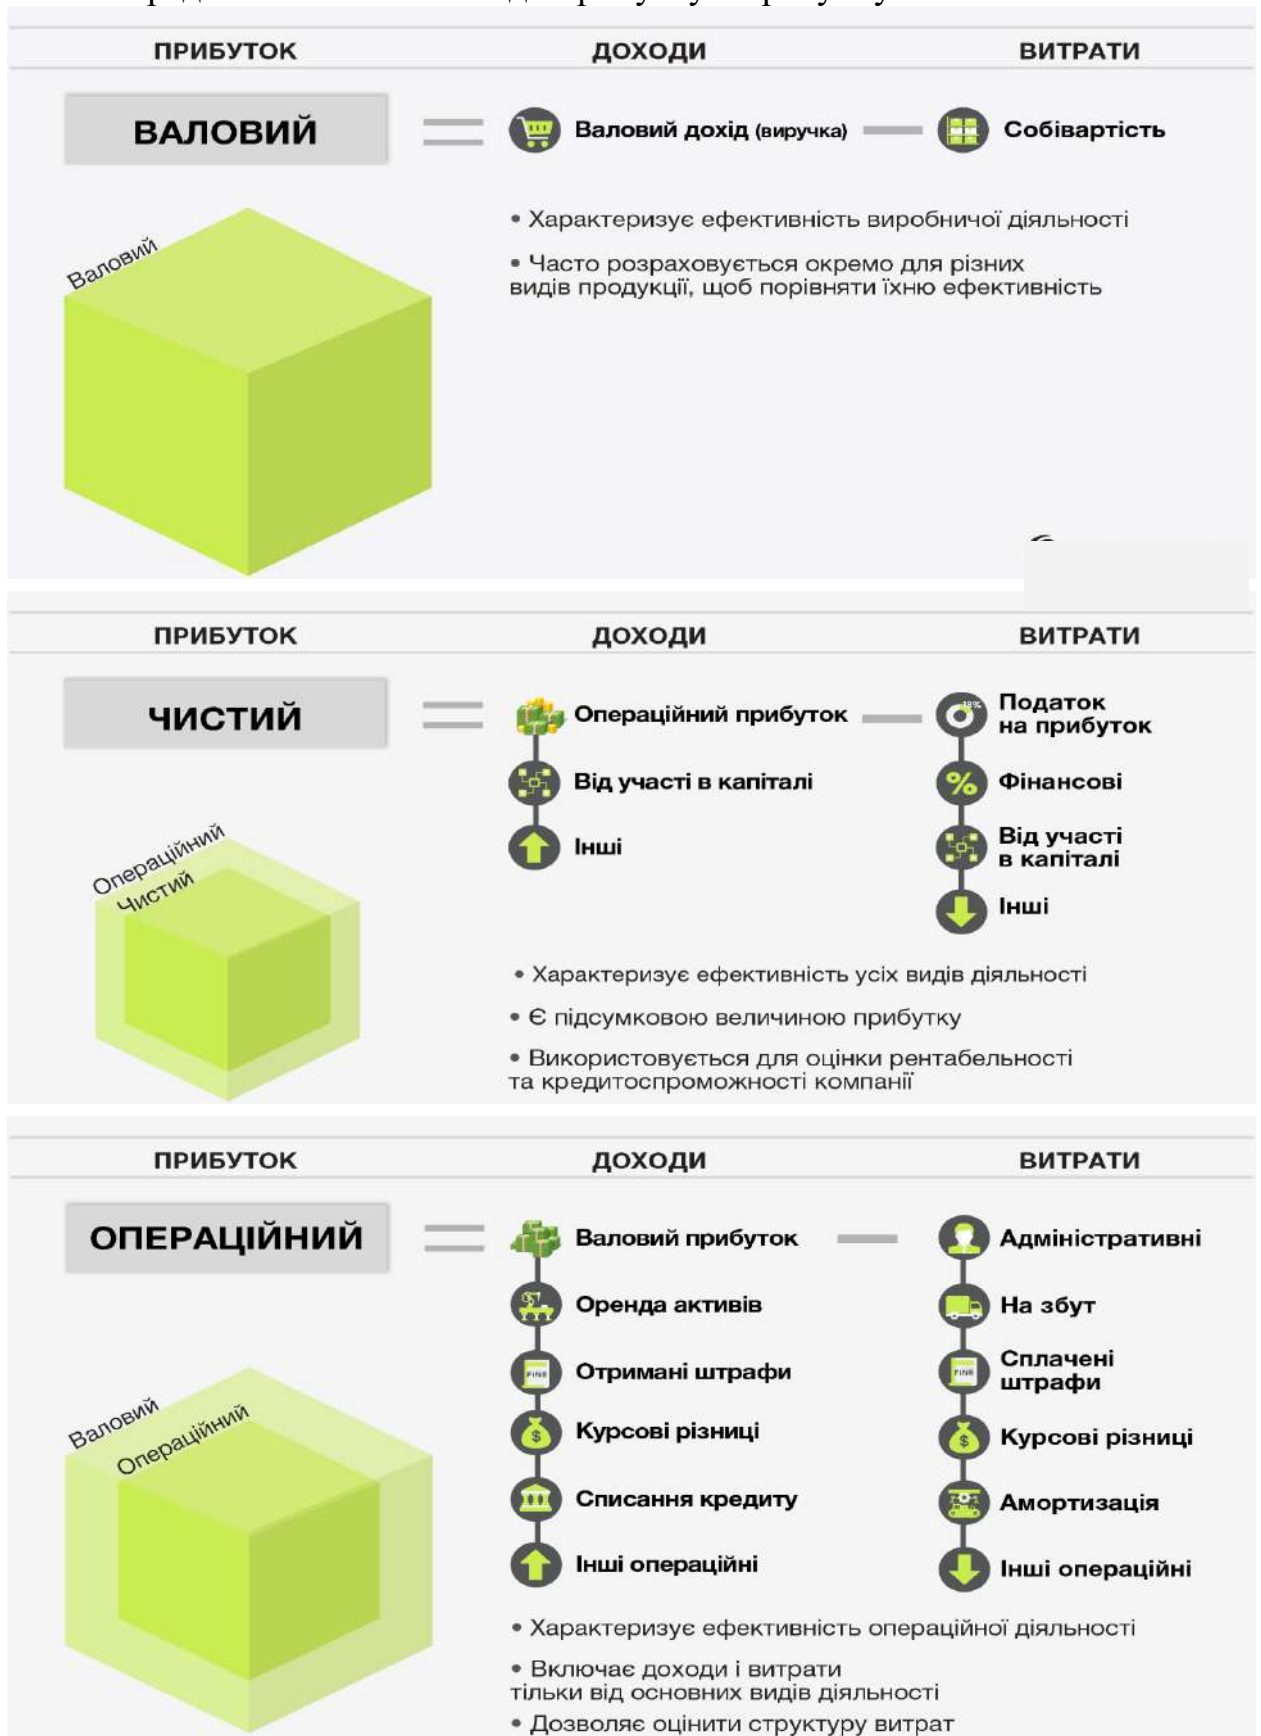 ПРИБУТОК ДОХОДИ ВИТРАТИ
ВАЛОВИЙ
Валовий дохід (виручка)
Собівартість
Валовий
• Характеризує ефективність виробничої діяльності
• Часто розраховується окремо для різних
видів продукції, щоб порівняти їхню ефективність
ПРИБУТОК ДОХОДИ ВИТРАТИ
ЧИСТИЙ
Операційний прибуток
Від участі в капіталі
Інші
18%
Податок
на прибуток
%
Фінансові
Від участі
в капіталі
Інші
Операційний
Чистий
• Характеризує ефективність усіх видів діяльності
• Є підсумковою величиною прибутку
• Використовується для оцінки рентабельності
та кредитоспроможності компанії
ПРИБУТОК ДОХОДИ ВИТРАТИ
ОПЕРАЦІЙНИЙ
Валовий прибуток
Оренда активів
FINE
Отримані штрафи
$
Курсові різниці
Списання кредиту
Інші операційні
Адміністративні
На збут
FINE
Сплачені
штрафи
$
Курсові різниці
Амортизація
Інші операційні
Валовий
Операційний
• Характеризує ефективність операційної діяльності
• Включає доходи і витрати
тільки від основних видів діяльності
• Дозволяє оцінити структуру витрат